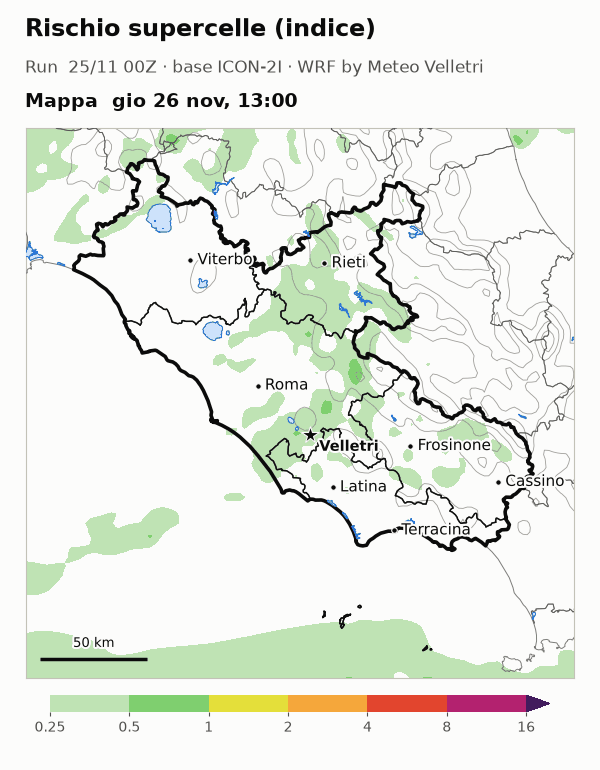 Rischio supercelle (indice)
Run  25/11 00Z · base ICON-2I · WRF by Meteo Velletri
Mappa  gio 26 nov, 13:00
Viterbo
Rieti
Roma
Velletri
Frosinone
Cassino
Latina
Terracina
50 km
0.25 0.5 1 2 4 8 16